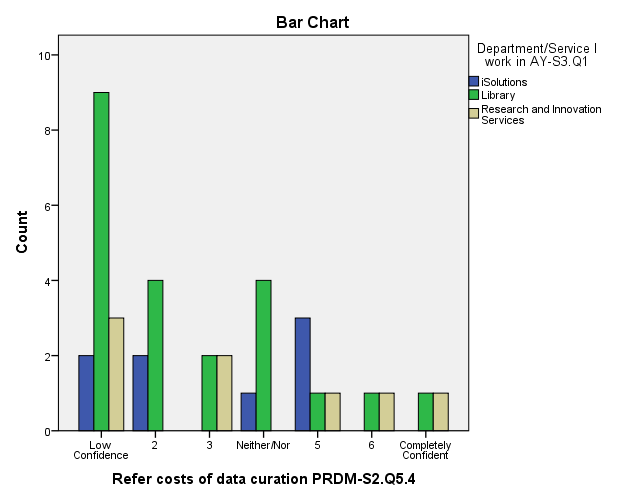 Bar Chart
Department/Service I
work in AY-S3.Q1
iSolutions
Library
Research and Innovation
Services
Count
10
8
6
4
2
0
Low
Confidence
2
3
Neither/Nor
5
6
Completely
Confident
Refer costs of data curation PRDM-S2.Q5.4